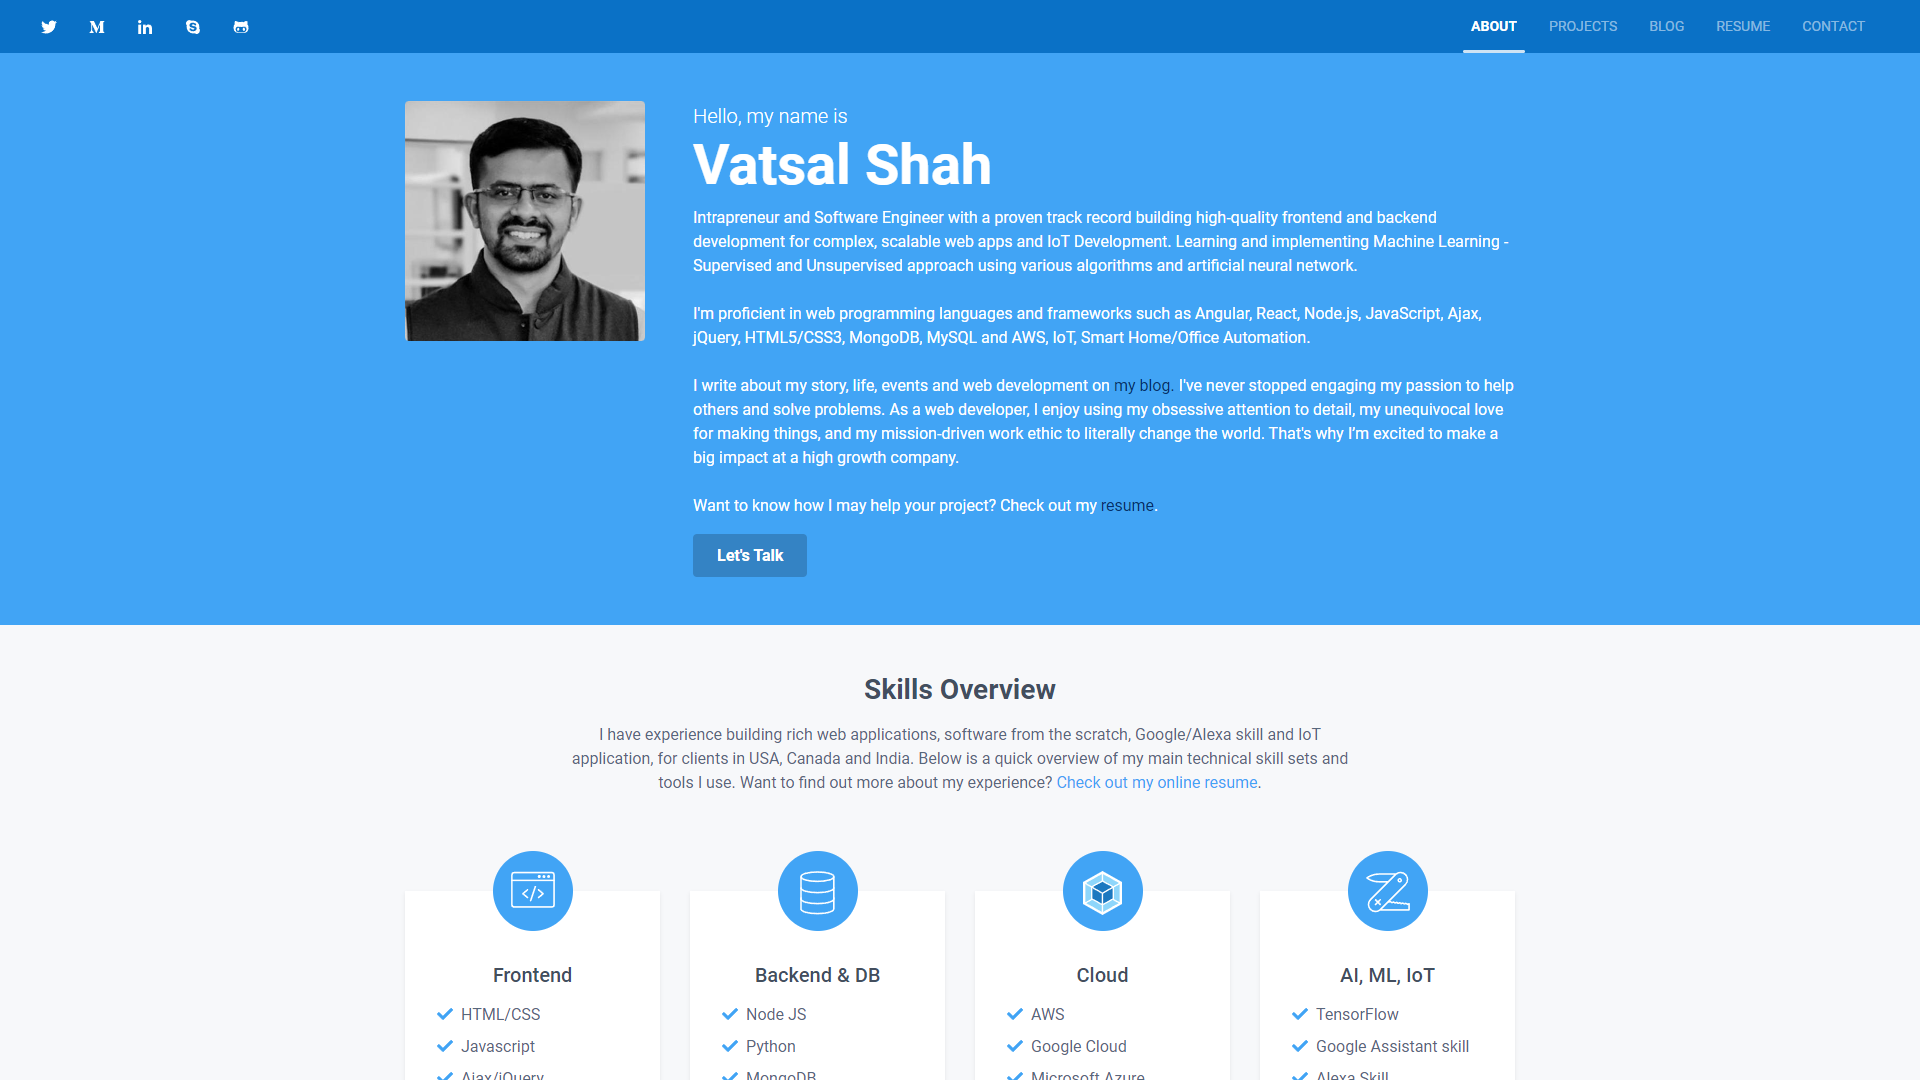 ABOUT PROJECTS BLOG RESUME CONTACT
Hello, my name is
Vatsal Shah
Intrapreneur and Software Engineer with a proven track record building high-quality frontend and backend
development for complex, scalable web apps and IoT Development. Learning and implementing Machine Learning -
Supervised and Unsupervised approach using various algorithms and artificial neural network.
I'm proficient in web programming languages and frameworks such as Angular, React, Node.js, JavaScript, Ajax,
jQuery, HTML5/CSS3, MongoDB, MySQL and AWS, IoT, Smart Home/Office Automation.
I write about my story, life, events and web development on my blog. I've never stopped engaging my passion to help
others and solve problems. As a web developer, I enjoy using my obsessive attention to detail, my unequivocal love
for making things, and my mission-driven work ethic to literally change the world. That's why I’m excited to make a
big impact at a high growth company.
Want to know how I may help your project? Check out my resume.
Let's Talk
Skills Overview
I have experience building rich web applications, software from the scratch, Google/Alexa skill and IoT
application, for clients in USA, Canada and India. Below is a quick overview of my main technical skill sets and
tools I use. Want to find out more about my experience? Check out my online resume.
Frontend
HTML/CSS
Javascript
Ajax/jQuery
Backend & DB
Node JS
Python
MongoDB
Cloud
AWS
Google Cloud
Microsoft Azure
AI, ML, IoT
TensorFlow
Google Assistant skill
Alexa Skill